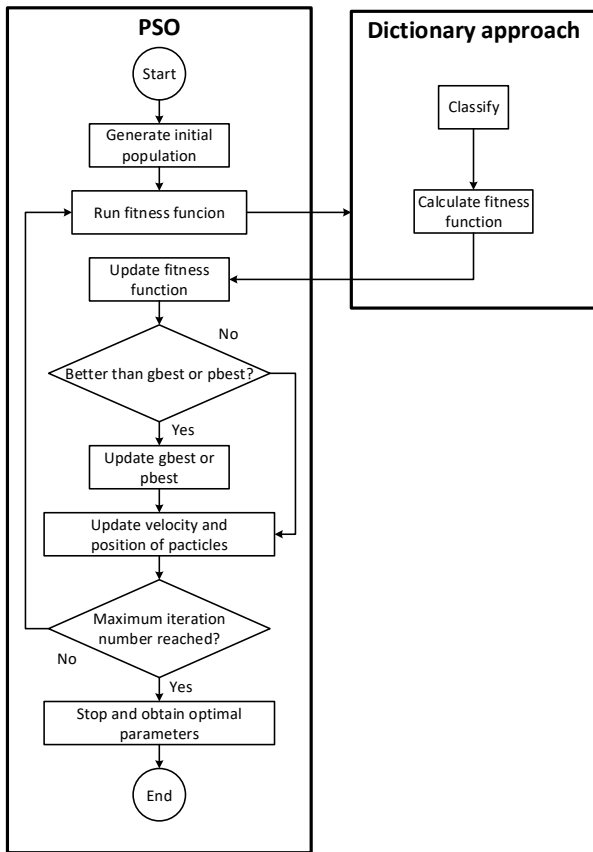 PSO
Start
Generate initial
population
Run fitness funcion
Update fitness
function
No
Better than gbest or pbest?
Yes
Update gbest or
pbest
Update velocity and
position of pacticles
Maximum iteration
number reached?
No
Yes
Stop and obtain optimal
parameters
End
Dictionary approach
Classify
Calculate fitness
function